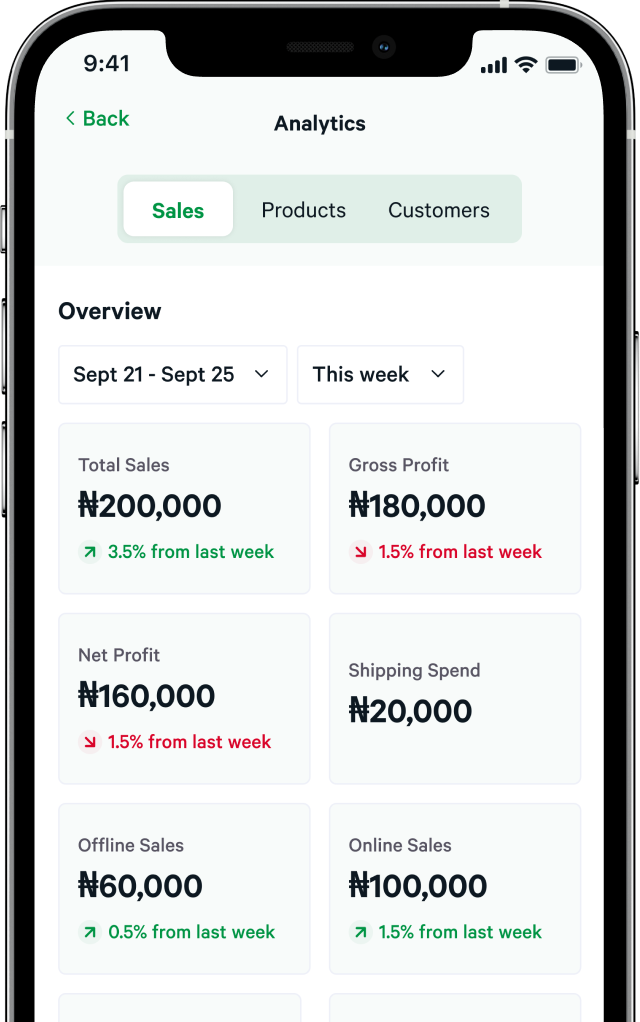 9:41
Back
Analytics
Sales Products Customers
Overview
Sept 21 - Sept 25 This week
Total Sales
₦200,000
3.5% from last week
Gross Profit
₦180,000
1.5% from last week
Net Profit
₦160,000
1.5% from last week
Shipping Spend
₦20,000
Offline Sales
₦60,000
0.5% from last week
Online Sales
₦100,000
1.5% from last week